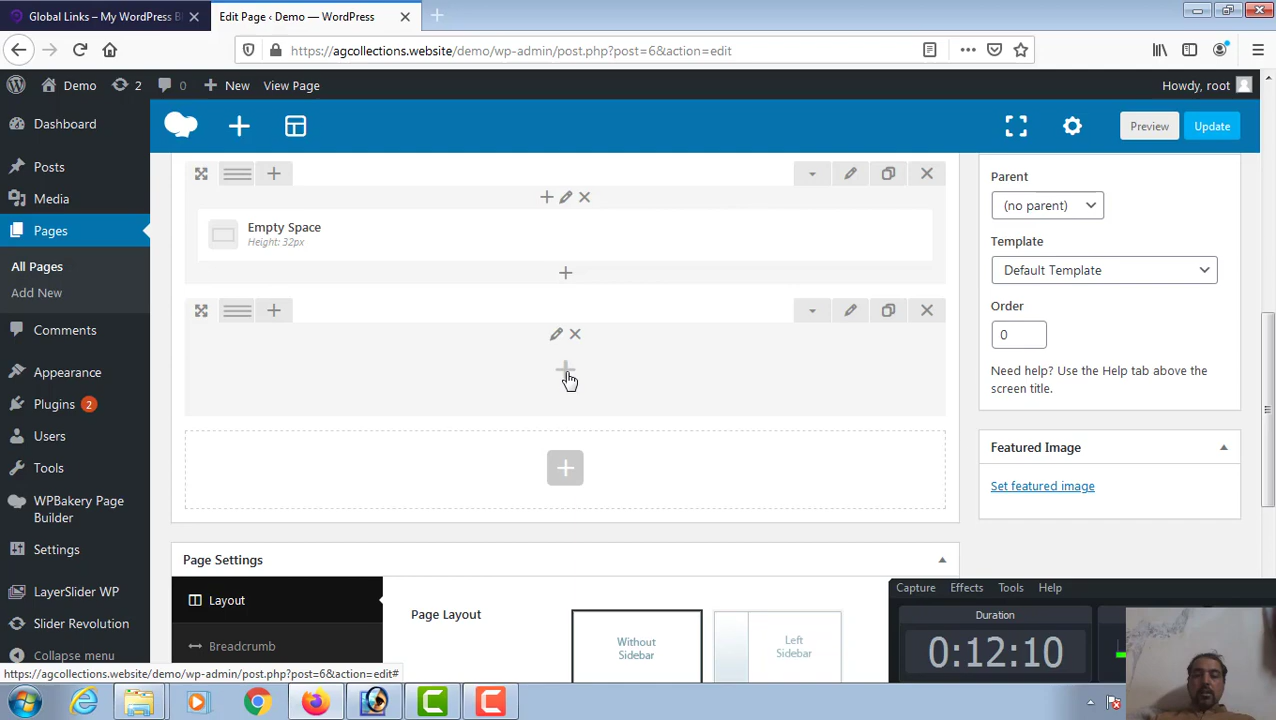 Global Links – My WordPress B
Edit Page ‹ Demo — WordPress
https://agcollections.website/demo/wp-admin/post.php?post=6&action=edit
Demo
2
0
New
View Page
Howdy, root
Dashboard
Posts
Media
Pages
All Pages
Add New
Comments
Appearance
Plugins 2
Users
Tools
WPBakery Page
Builder
Settings
LayerSlider WP
Slider Revolution
Collapse menu
Preview
Update
Empty Space
Height: 32px
Page Settings
Layout
Breadcrumb
Page Layout
Without
Sidebar
Left
Sidebar
Parent
(no parent)
Template
Default Template
Order
0
Need help? Use the Help tab above the
screen title.
Featured Image
Set featured image
Capture Effects Tools Help
Duration
0:12:10
https://agcollections.website/demo/wp-admin/post.php?post=6&action=edit#